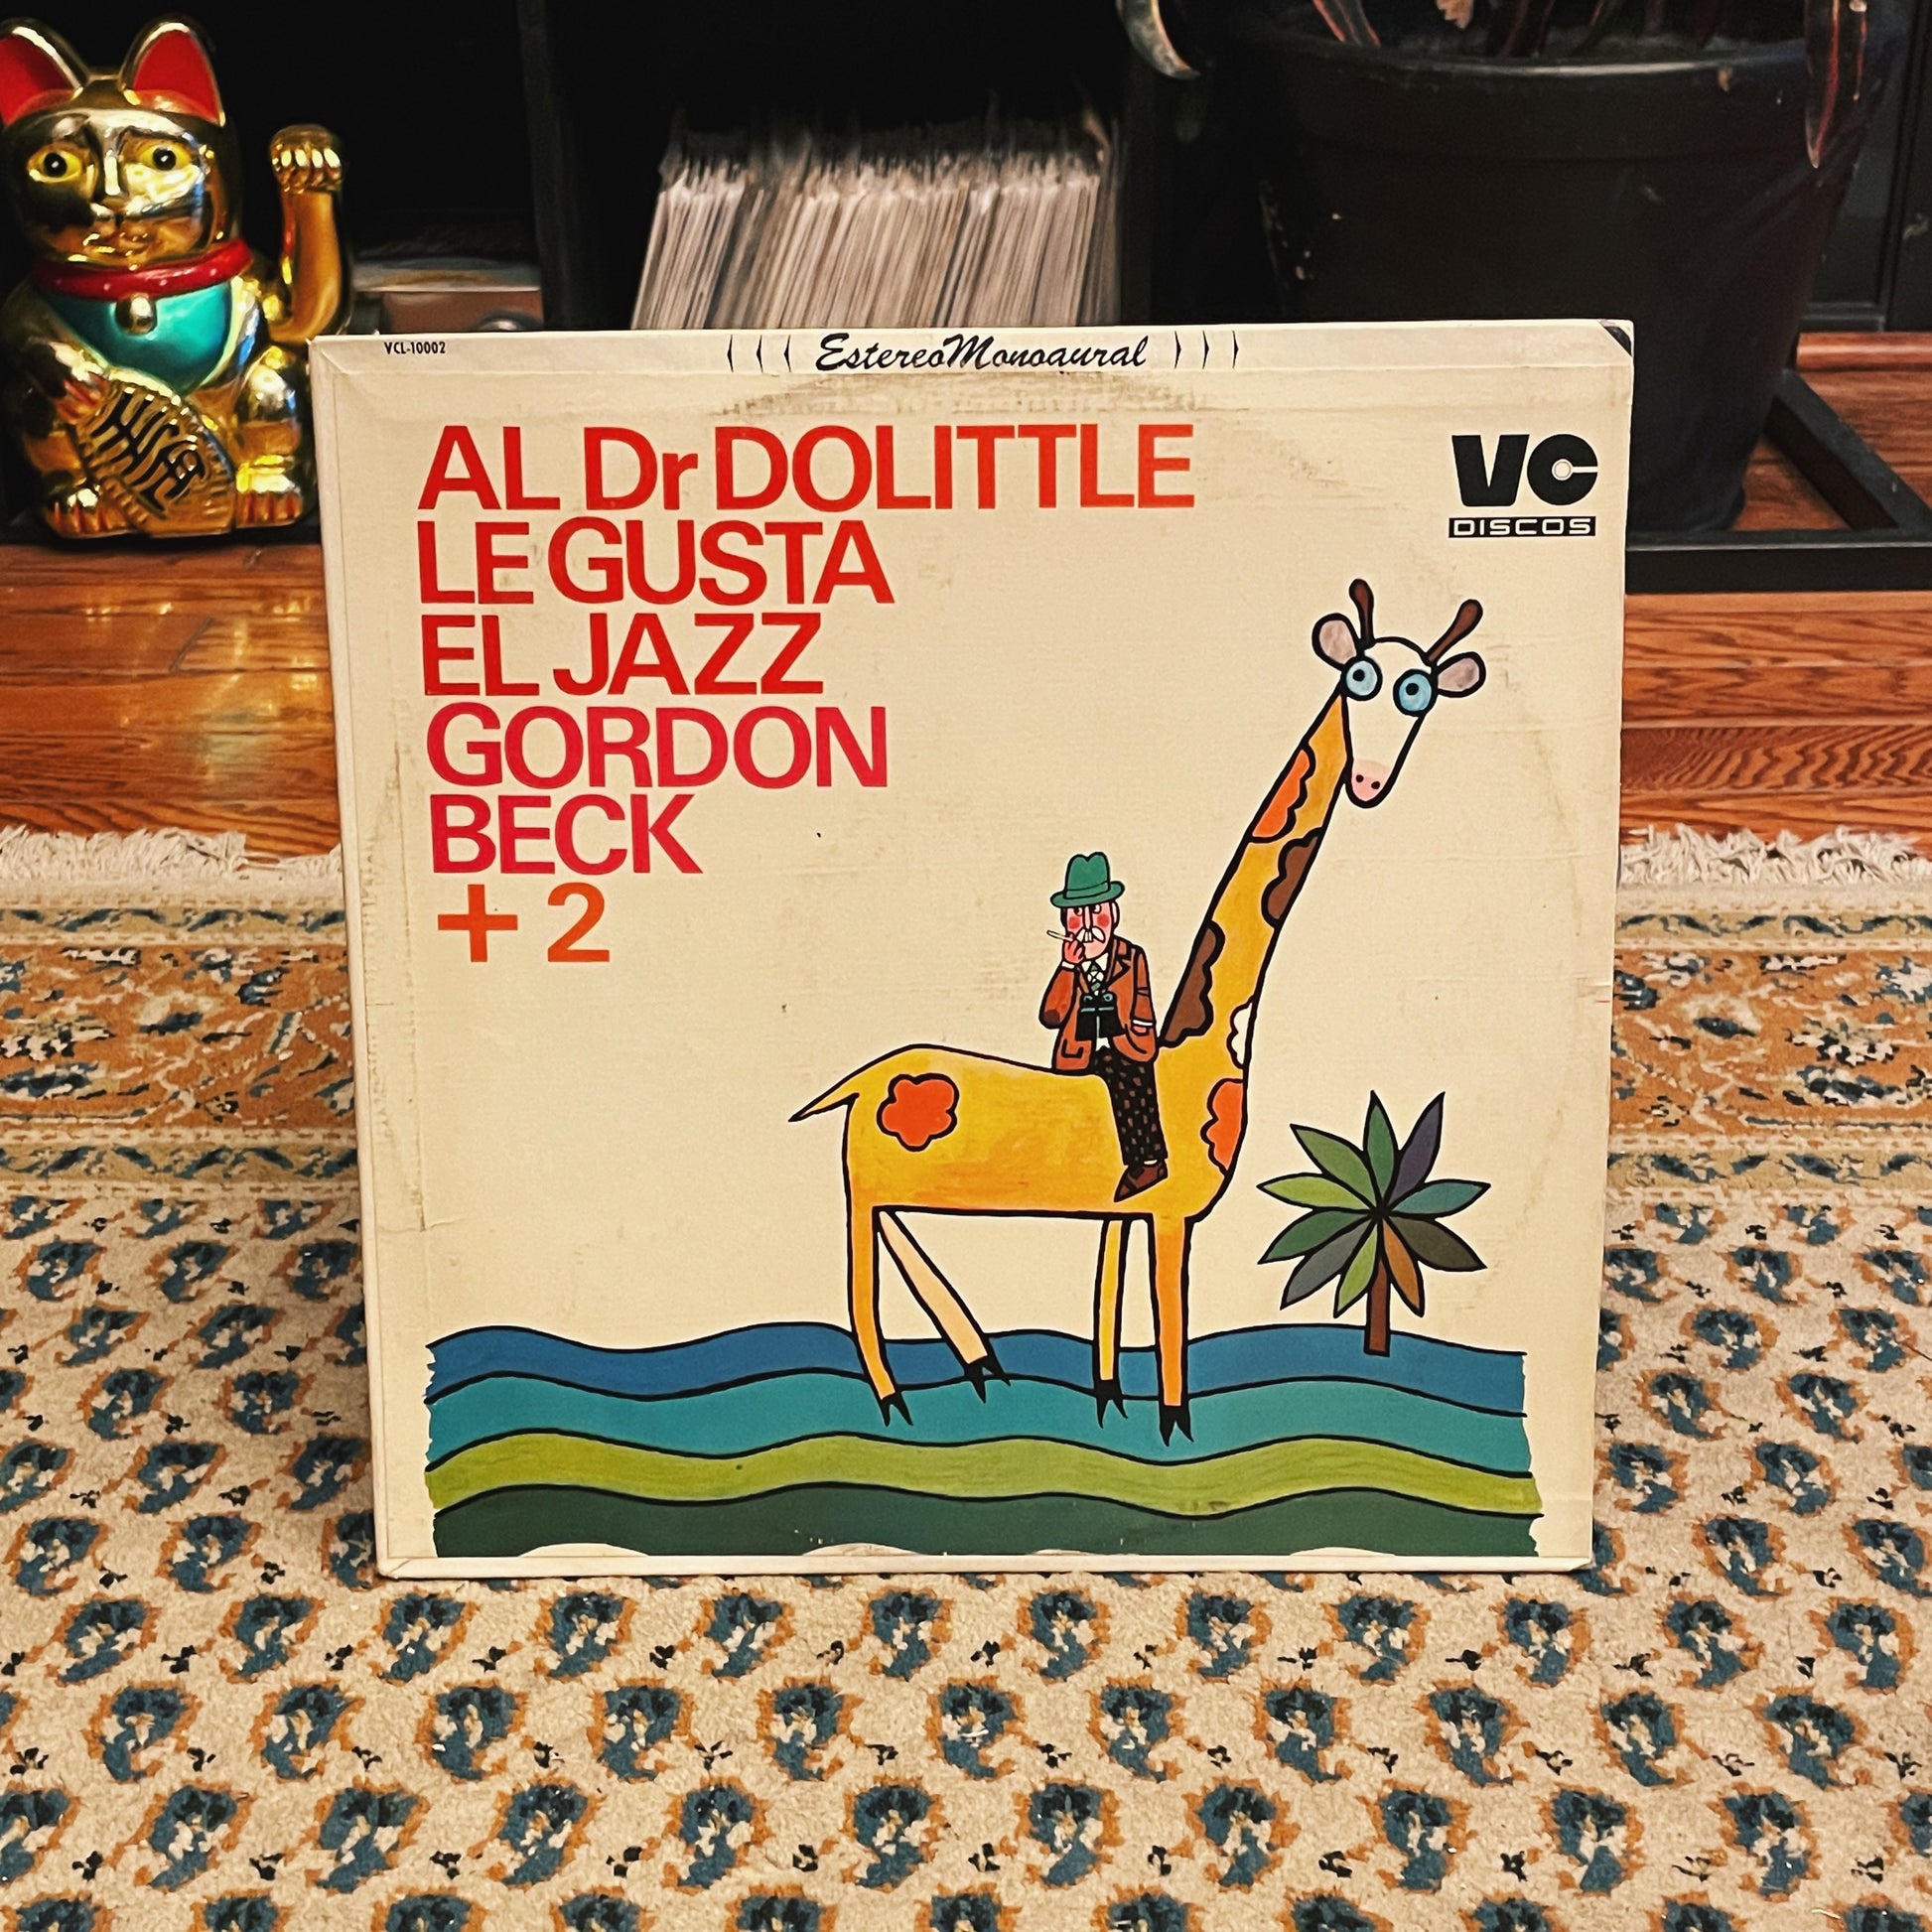 VCL-10002
EstereoMonoaural
AL Dr DOLITTLE
LE GUSTA
EL JAZZ
GORDON
BECK
+ 2
VC
DISCOS